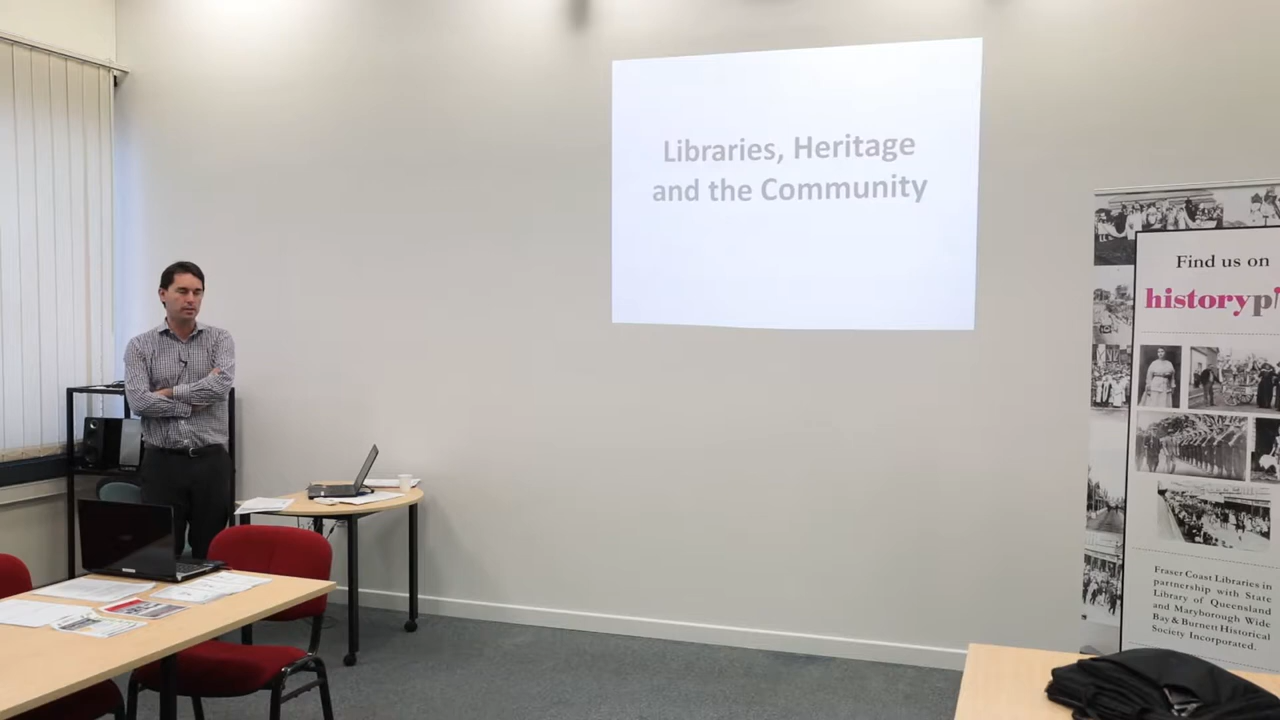 Libraries, Heritage
and the Community
Find us on
historyp
Fraser Coast Libraries in
partnership with State
Library of Queensland
and Maryborough Wide
Bay & Burnett Historical
Society Incorporated.